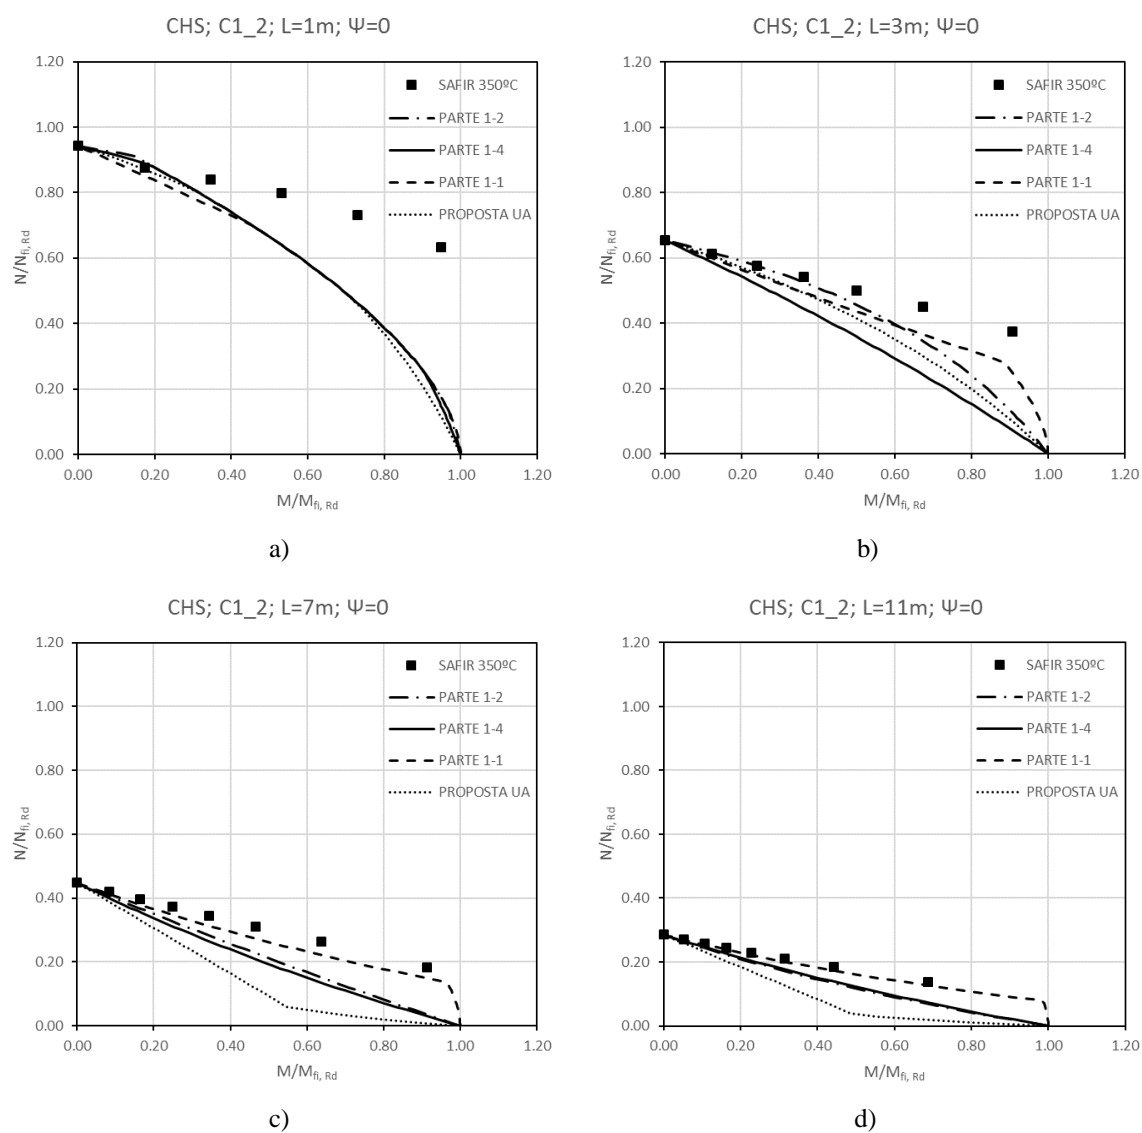 CHS; C1_2; L=1m; Ψ=0
1.20
1.00
0.80
0.60
0.40
0.20
0.00
N/Nfi,Rd
0.00 0.20 0.40 0.60 0.80 1.00 1.20
M/Mfi, Rd
SAFIR 350ºC
PARTE 1-2
PARTE 1-4
PARTE 1-1
PROPOSTA UA
a)
CHS; C1_2; L=3m; Ψ=0
1.20
1.00
0.80
0.60
0.40
0.20
0.00
N/Nfi,Rd
0.00 0.20 0.40 0.60 0.80 1.00 1.20
M/Mfi, Rd
SAFIR 350ºC
PARTE 1-2
PARTE 1-4
PARTE 1-1
PROPOSTA UA
b)
CHS; C1_2; L=7m; Ψ=0
1.20
1.00
0.80
0.60
0.40
0.20
0.00
N/Nfi,Rd
0.00 0.20 0.40 0.60 0.80 1.00 1.20
M/Mfi, Rd
SAFIR 350ºC
PARTE 1-2
PARTE 1-4
PARTE 1-1
PROPOSTA UA
c)
CHS; C1_2; L=11m; Ψ=0
1.20
1.00
0.80
0.60
0.40
0.20
0.00
N/Nfi,Rd
0.00 0.20 0.40 0.60 0.80 1.00 1.20
M/Mfi, Rd
SAFIR 350ºC
PARTE 1-2
PARTE 1-4
PARTE 1-1
PROPOSTA UA
d)